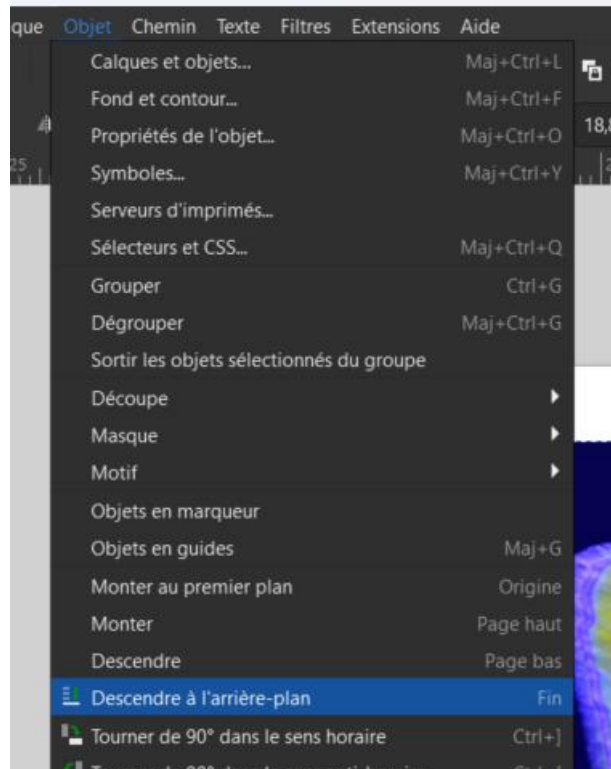 que Objet Chemin Texte Filtres Extensions Aide
Calques et objets... Maj+Ctrl+L
Fond et contour... Maj+Ctrl+F
Propriétés de l'objet... Maj+Ctrl+O
18,8
25
Symboles... Maj+Ctrl+Y
Serveurs d'imprimés...
Sélecteurs et CSS... Maj+Ctrl+Q
Grouper Ctrl+G
Dégrouper Maj+Ctrl+G
Sortir les objets sélectionnés du groupe
Découpe
Masque
Motif
Objets en marqueur
Objets en guides Maj+G
Monter au premier plan Origine
Monter Page haut
Descendre Page bas
Descendre à l'arrière-plan Fin
Tourner de 90° dans le sens horaire Ctrl+]